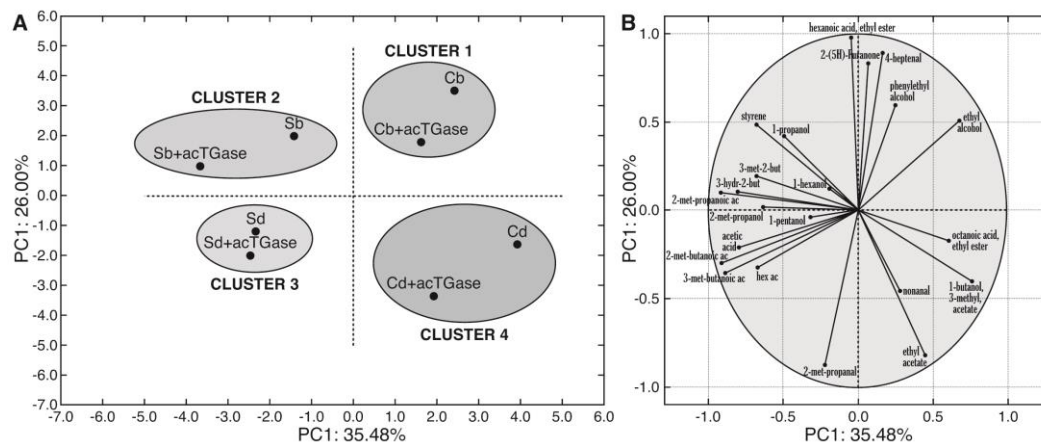 A
CLUSTER 1
Cb
Cb+acTGase
CLUSTER 2
Sb
Sb+acTGase
Sd
Sd+acTGase
CLUSTER 3
Cd
Cd+acTGase
CLUSTER 4
6.0
5.0
4.0
3.0
2.0
1.0
0.0
-1.0
-2.0
-3.0
-4.0
-5.0
-6.0
-7.0
PC1: 26.00%
-7.0 -6.0 -5.0 -4.0 -3.0 -2.0 -1.0 0.0 1.0 2.0 3.0 4.0 5.0 6.0
PC1: 35.48%
B
hexanoic acid, ethyl ester
2-(5H)-furanone
4-heptenal
phenylethyl
alcohol
ethyl
alcohol
styrene
1-propanol
3-met-2-but
1-hexanol
3-hydr-2-but
2-met-propanoic ac
2-met-propanol
1-pentanol
acetic
acid
octanoic acid,
ethyl ester
2-met-butanoic ac
3-met-butanoic ac
hex ac
nonanal
1-butanol,
3-methyl,
acetate
ethyl
acetate
2-met-propanal
1.0
0.5
0.0
-0.5
-1.0
PC1: 26.00%
-1.0 -0.5 0.0 0.5 1.0
PC1: 35.48%